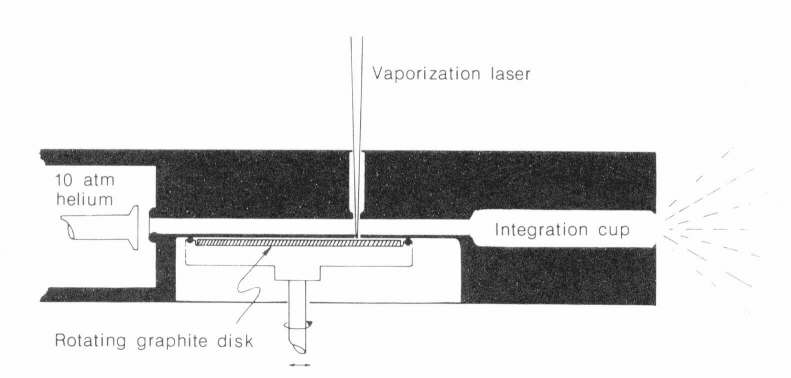 Vaporization laser
10 atm
helium
Integration cup
Rotating graphite disk